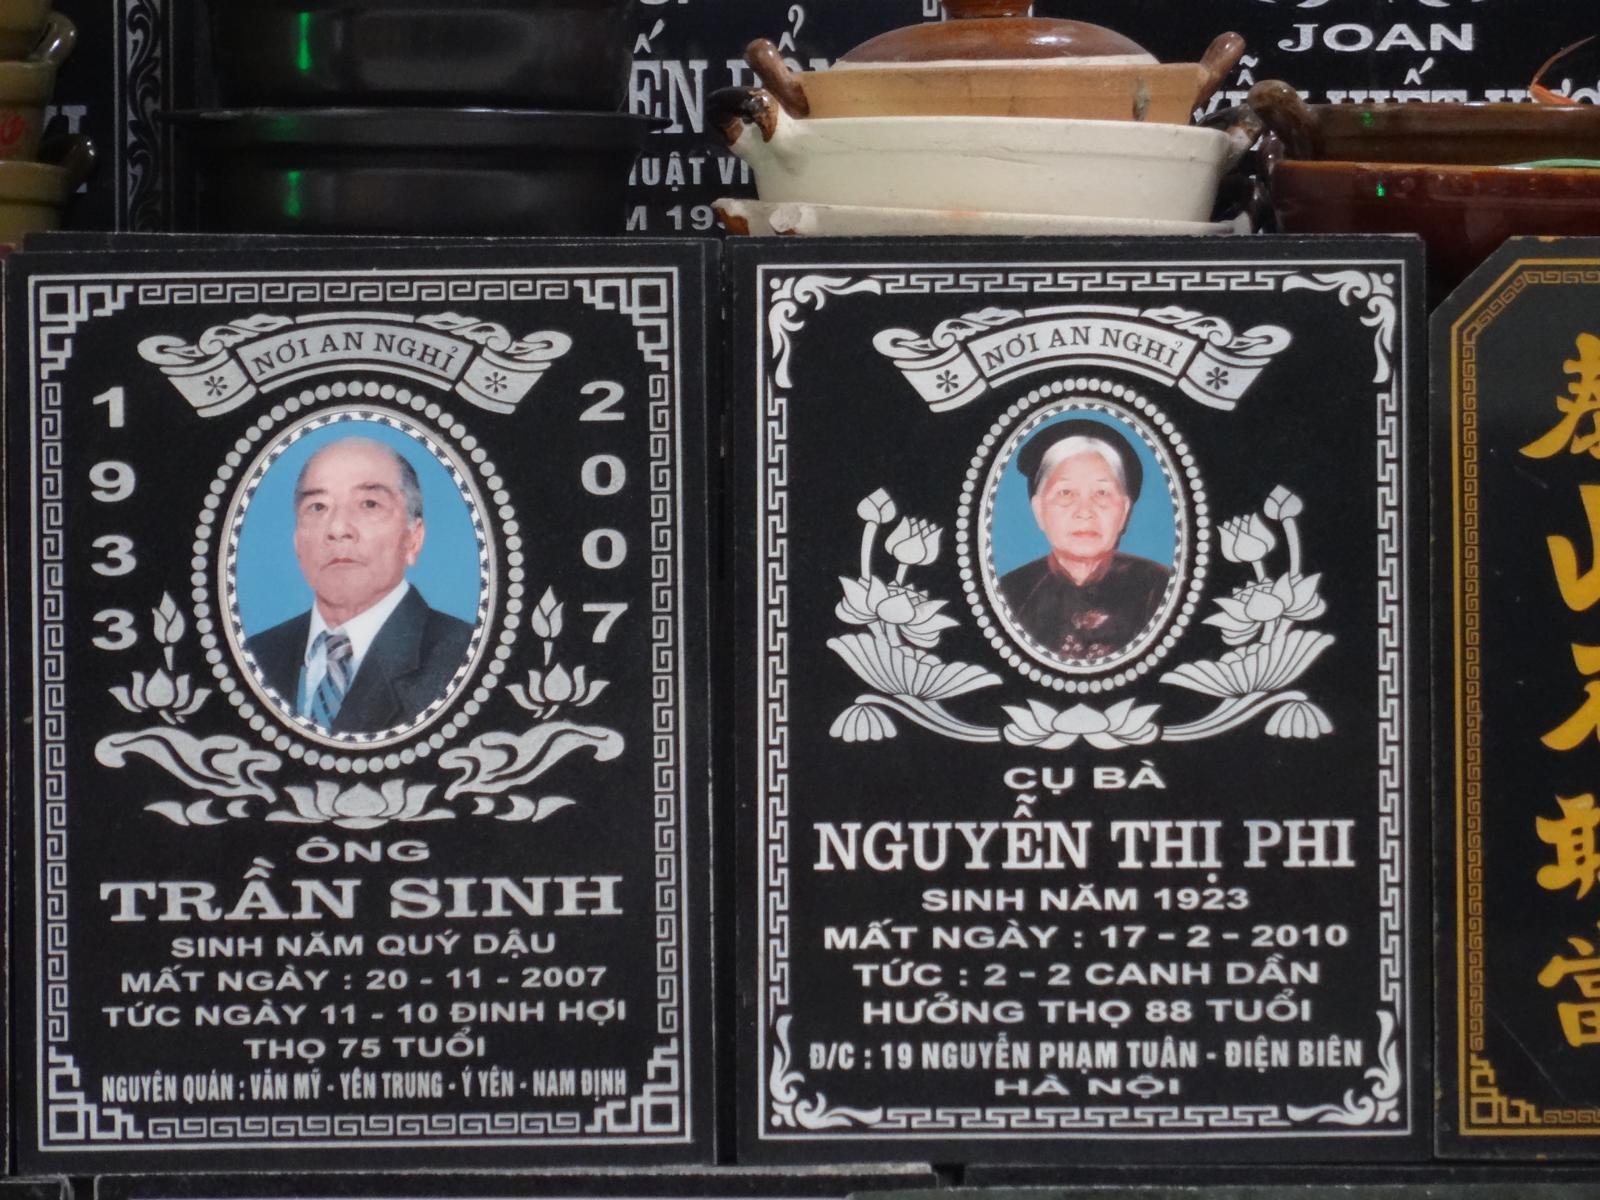 JOAN
NƠI AN NGHỈ
1933
2007
ÔNG
TRẦN SINH
SINH NĂM QUÝ DẬU
MẤT NGÀY : 20 - 11 - 2007
TỨC NGÀY 11 - 10 ĐINH HỢI
THỌ 75 TUỔI
NGUYÊN QUÁN : VĂN MỸ - YÊN TRUNG - Ý YÊN - NAM ĐỊNH
NƠI AN NGHỈ
CỤ BÀ
NGUYỄN THỊ PHI
SINH NĂM 1923
MẤT NGÀY : 17 - 2 - 2010
TỨC : 2 - 2 CANH DẦN
HƯỞNG THỌ 88 TUỔI
Đ/C : 19 NGUYỄN PHẠM TUÂN - ĐIỆN BIÊN
HÀ NỘI